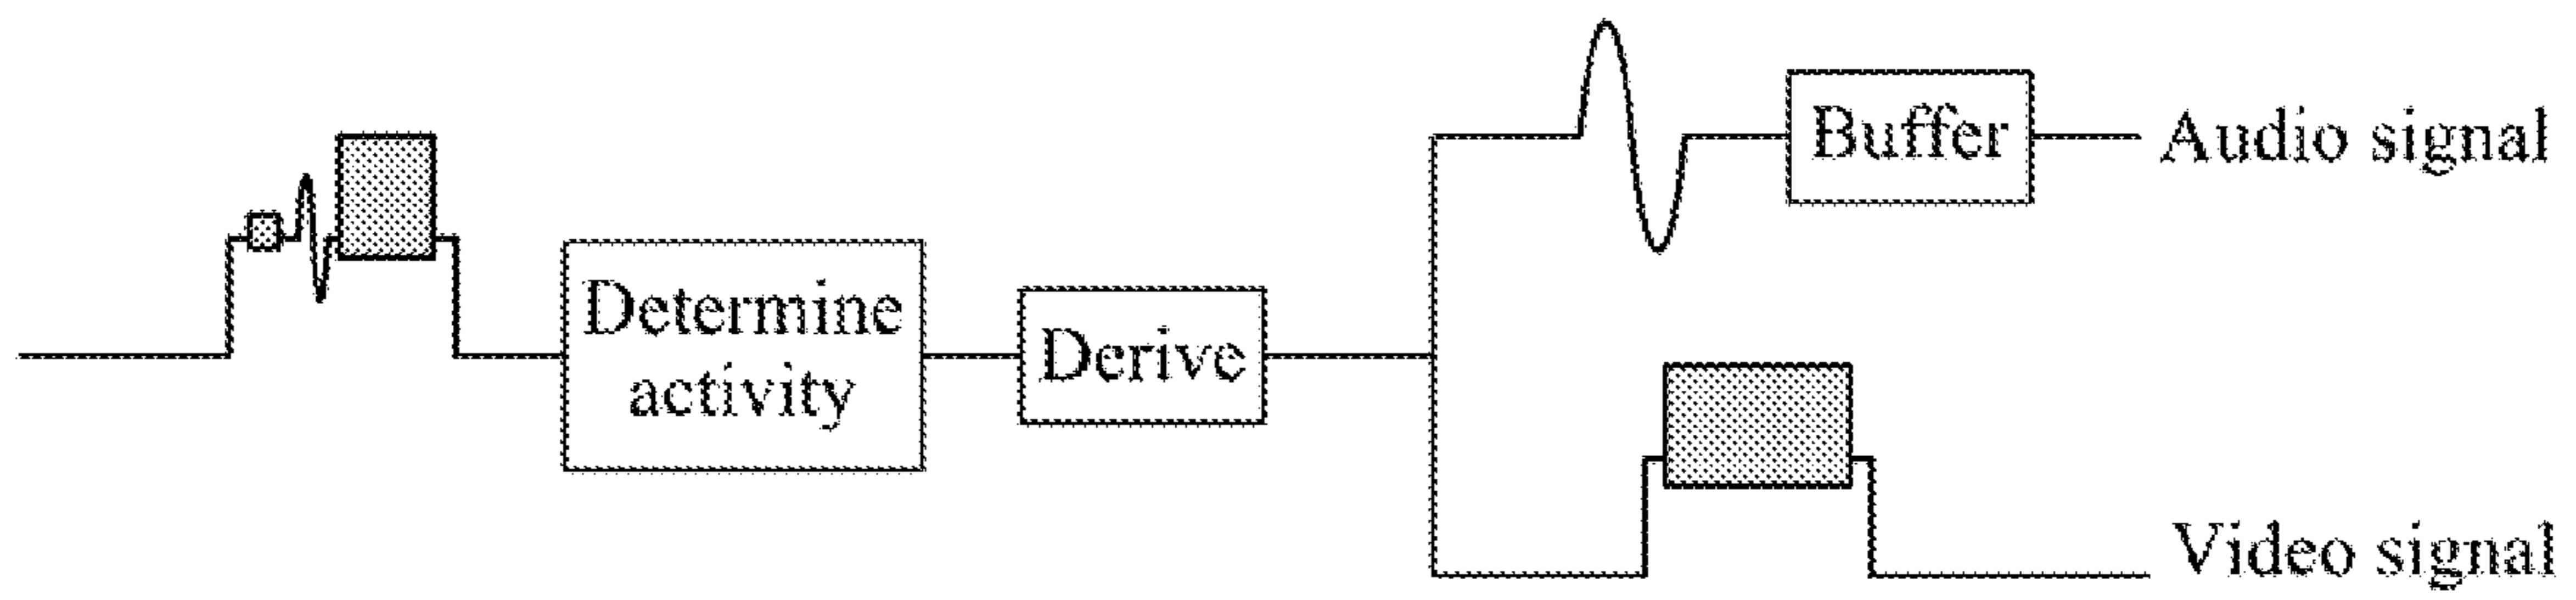 Determine
activity
Derive
Buffer
Audio signal
Video signal